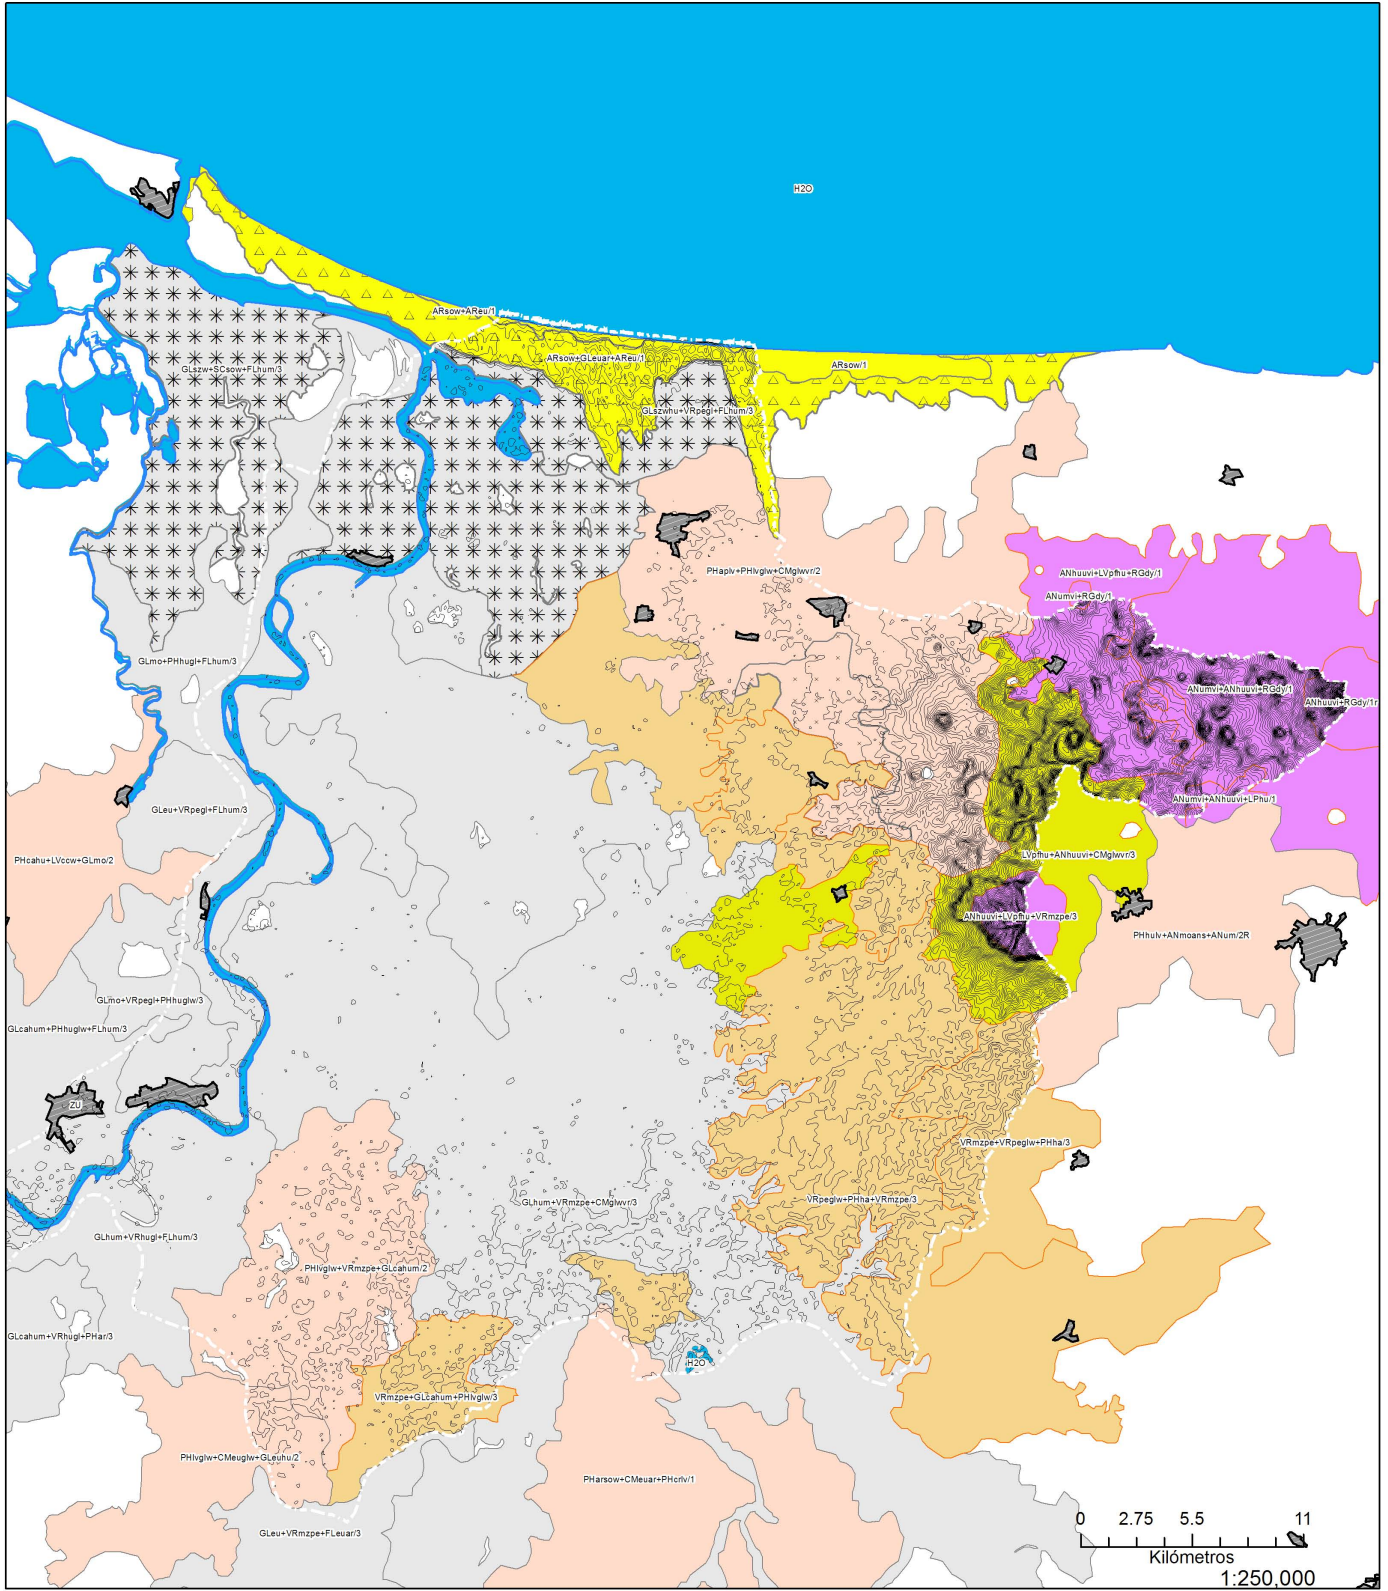 H2O
ARsow+AReu/1
ARsow+GLeuar+AReu/1
ARsow/1
GLszw+SCsow+FLhum/3
GLszwhu+VRpegl+FLhum/3
PHaplv+PHlvglw+CMglwvr/2
ANhuuvi+LVpfhu+RGdy/1
ANumvi+RGdy/1
GLmo+PHhugl+FLhum/3
ANumvi+ANhuuvi+RGdy/1
ANhuuvi+RGdy/1r
ANumvi+ANhuuvi+LPhu/1
GLeu+VRpegl+FLhum/3
PHcahu+LVccw+GLmo/2
LVpfhu+ANhuuvi+CMglwvr/3
ANhuuvi+LVpfhu+VRmzpe/3
PHhulv+ANmoans+ANum/2R
GLmo+VRpegl+PHhuglw/3
GLcahum+PHhuglw+FLhum/3
ZU
VRmzpe+VRpeglw+PHha/3
GLhum+VRmzpe+CMglwvr/3
VRpeglw+PHha+VRmzpe/3
GLhum+VRhugl+FLhum/3
PHlvglw+VRmzpe+GLcahum/2
GLcahum+VRhugl+PHar/3
H2O
VRmzpe+GLcahum+PHlvglw/3
PHlvglw+CMeuglw+GLeuhu/2
PHarsow+CMeuar+PHcrlv/1
GLeu+VRmzpe+FLeuar/3
0 2.75 5.5 11
Kilómetros
1:250,000